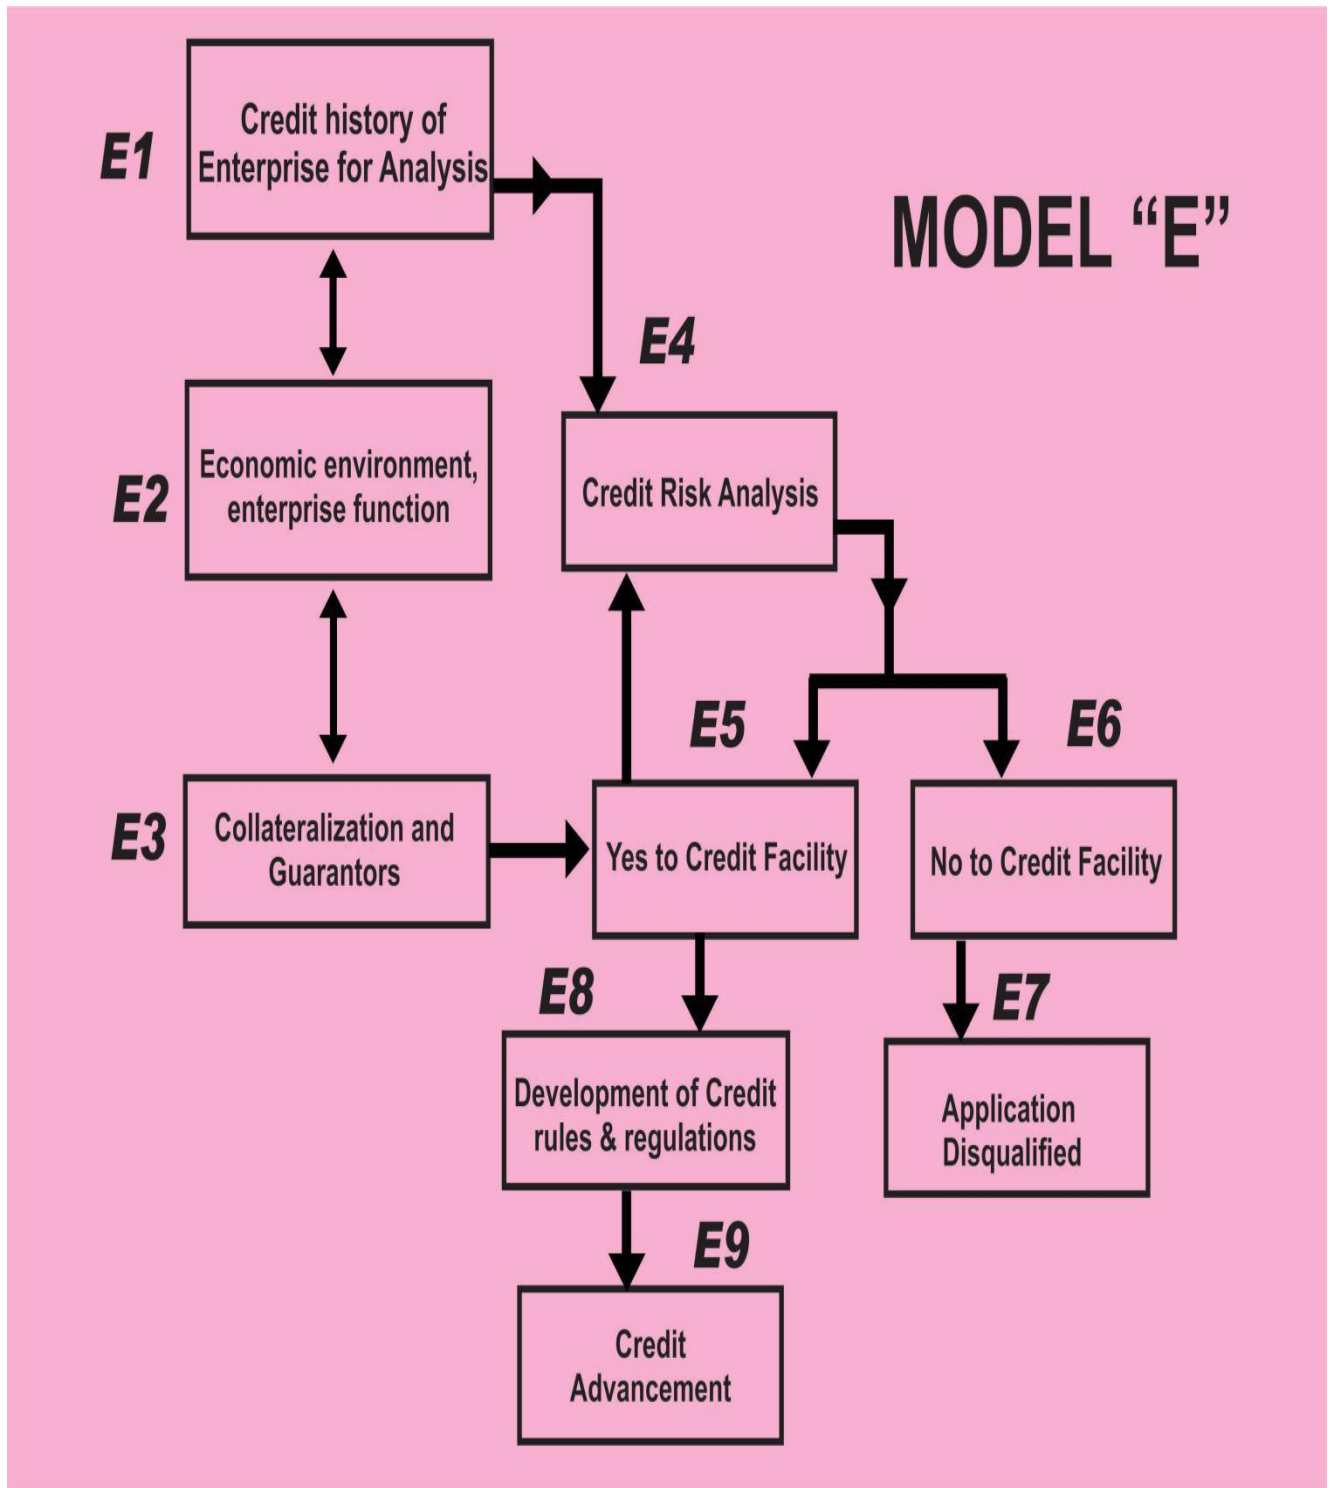 MODEL “E”
E1
Credit history of
Enterprise for Analysis
E4
Credit Risk Analysis
E2
Economic environment,
enterprise function
E5
E6
E3
Collateralization and
Guarantors
Yes to Credit Facility
No to Credit Facility
E8
E7
Development of Credit
rules & regulations
Application
Disqualified
E9
Credit
Advancement